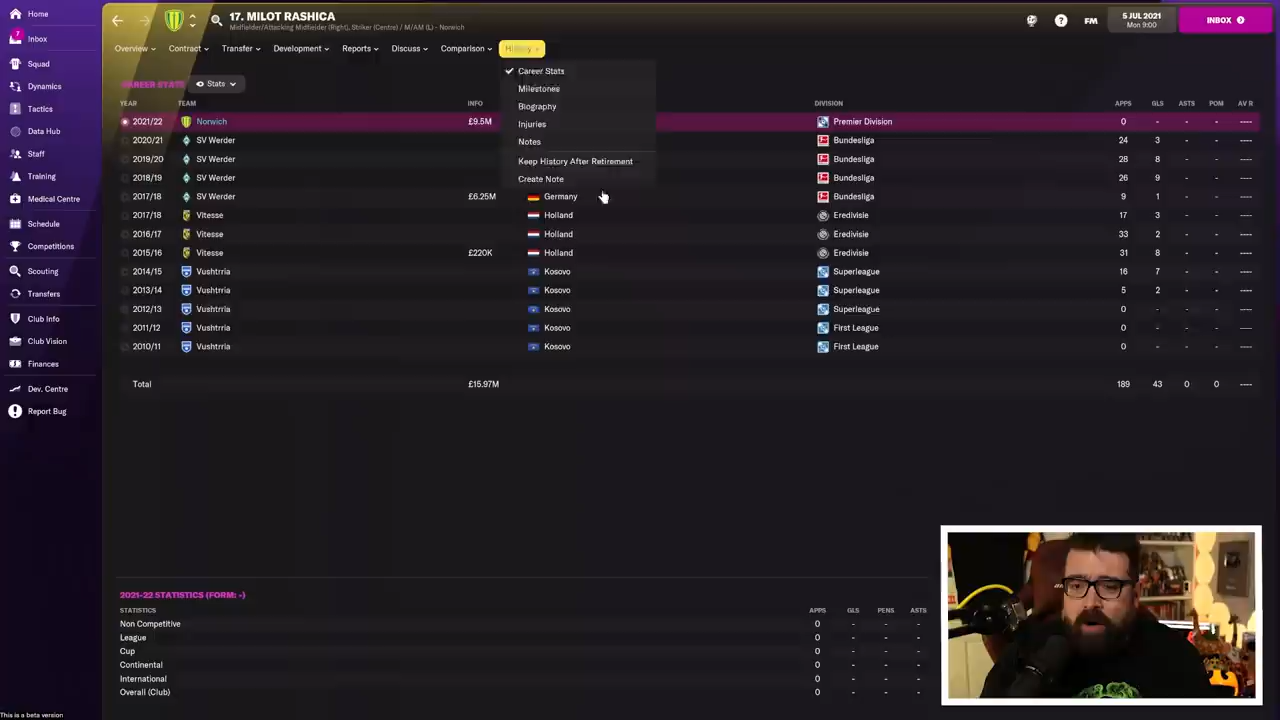 17. MILOT RASHICA
Midfielder/Attacking Midfielder (Right), Striker (Centre) / M/AM (L) - Norwich
FM
5 JUL 2021
Mon 9:00
INBOX
Home
7
Inbox
Squad
Dynamics
Tactics
Data Hub
Staff
Training
Medical Centre
Schedule
Competitions
Scouting
Transfers
Club Info
Club Vision
Finances
Dev. Centre
Report Bug
Overview Contract Transfer Development Reports Discuss Comparison History
Career Stats
Milestones
Biography
Injuries
Notes
Keep History After Retirement
Create Note
CAREER STATS Stats
YEAR TEAM INFO DIVISION APPS GLS ASTS POM AV R
2021/22 Norwich £9.5M Premier Division 0 - - - ----
2020/21 SV Werder Bundesliga 24 3 - - ----
2019/20 SV Werder Bundesliga 28 8 - - ----
2018/19 SV Werder Bundesliga 26 9 - - ----
2017/18 SV Werder £6.25M Germany Bundesliga 9 1 - - ----
2017/18 Vitesse Holland Eredivisie 17 3 - - ----
2016/17 Vitesse Holland Eredivisie 33 2 - - ----
2015/16 Vitesse £220K Holland Eredivisie 31 8 - - ----
2014/15 Vushtrria Kosovo Superleague 16 7 - - ----
2013/14 Vushtrria Kosovo Superleague 5 2 - - ----
2012/13 Vushtrria Kosovo Superleague 0 - - - ----
2011/12 Vushtrria Kosovo First League 0 - - - ----
2010/11 Vushtrria Kosovo First League 0 - - - ----
Total £15.97M 189 43 0 0 ----
2021-22 STATISTICS (FORM: -)
STATISTICS APPS GLS PENS ASTS
Non Competitive 0 - - -
League 0 - - -
Cup 0 - - -
Continental 0 - - -
International 0 - - -
Overall (Club) 0 - - -
This is a beta version